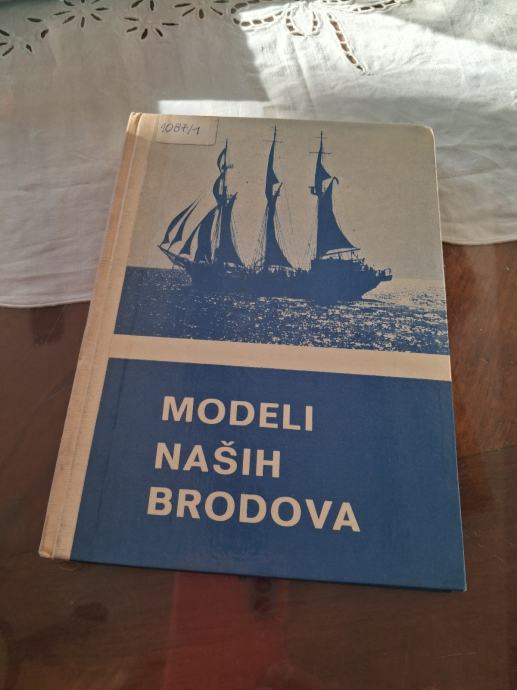 1087/1
MODELI
NAŠIH
BRODOVA